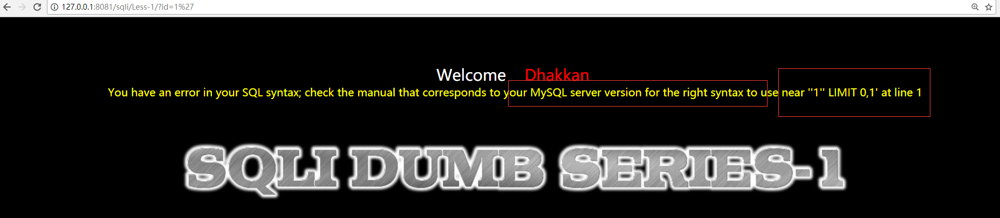 127.0.0.1:8081/sqli/Less-1/?id=1%27
Welcome Dhakkan
You have an error in your SQL syntax; check the manual that corresponds to your MySQL server version for the right syntax to use near ''1'' LIMIT 0,1' at line 1
SQLI DUMB SERIES-1